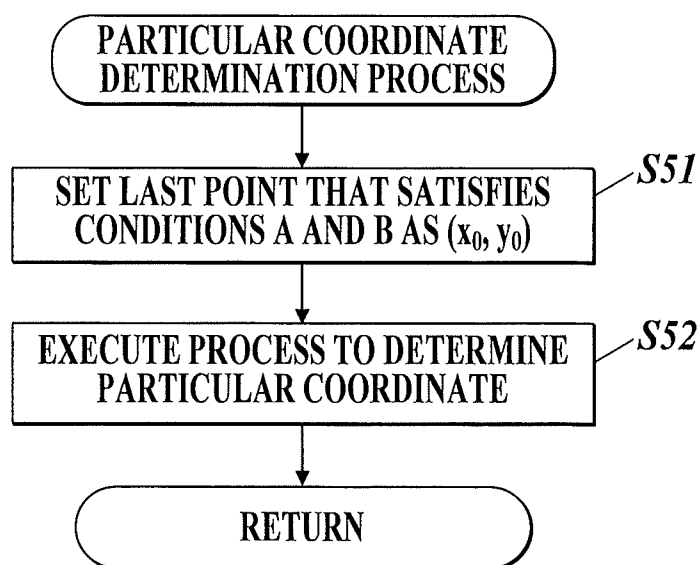 PARTICULAR COORDINATE
DETERMINATION PROCESS
S51
SET LAST POINT THAT SATISFIES
CONDITIONS A AND B AS (x₀, y₀)
S52
EXECUTE PROCESS TO DETERMINE
PARTICULAR COORDINATE
RETURN